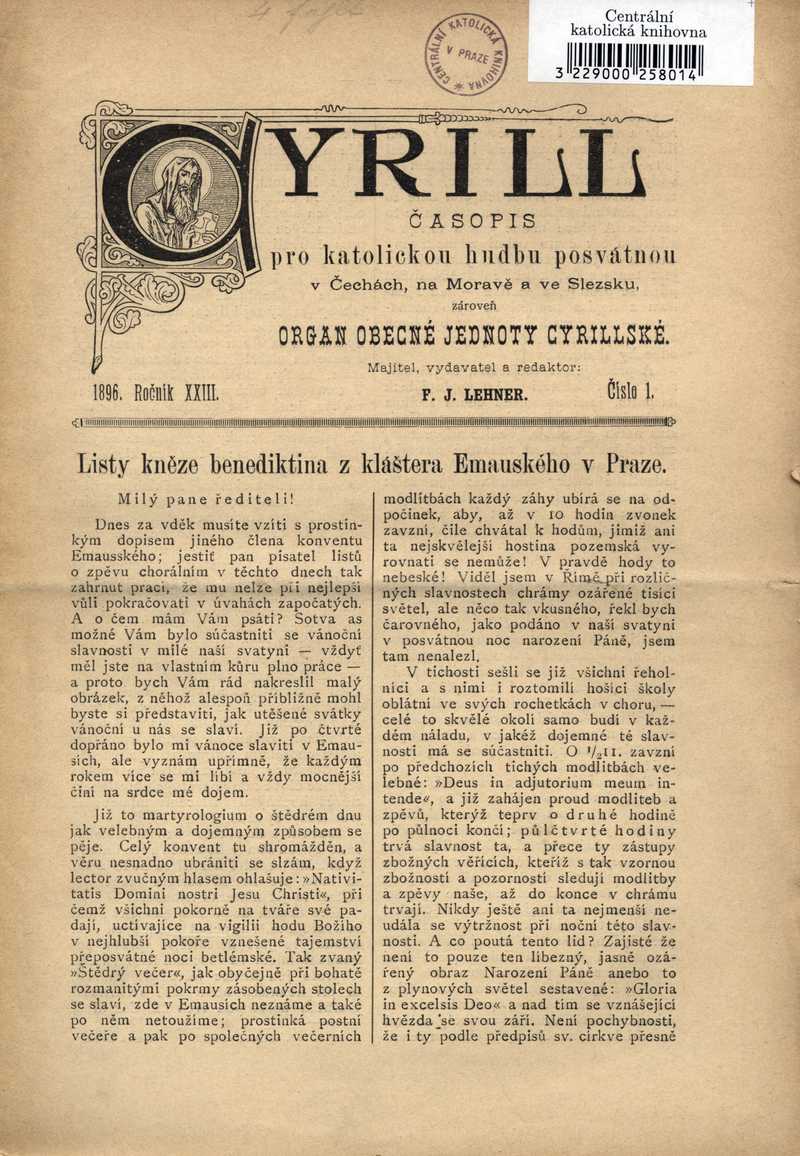 Centrální
katolická knihovna
3 229000 258014
CENTRÁLNÍ KATOLICKÁ KNIHOVNA
V PRAZE
CYRILL
ČASOPIS
pro katolickou hudbu posvátnou
v Čechách, na Moravě a ve Slezsku,
zároveň
ORGAN OBECNÉ JEDNOTY CYRILLSKÉ.
Majitel, vydavatel a redaktor:
1896. Ročník XXIII.
F. J. LEHNER.
Číslo 1.
Listy kněze benediktina z kláštera Emauského v Praze.
Milý pane řediteli!
Dnes za vděk musíte vzíti s prostin-
kým dopisem jiného člena konventu
Emausského; jestiť pan pisatel listů
o zpěvu chorálním v těchto dnech tak
zahrnut prací, že mu nelze při nejlepší
vůli pokračovati v úvahách započatých.
A o čem mám Vám psáti? Sotva as
možné Vám bylo súčastniti se vánoční
slavnosti v milé naší svatyni — vždyť
měl jste na vlastním kůru plno práce —
a proto bych Vám rád nakreslil malý
obrázek, z něhož alespoň přibližně mohl
byste si představiti, jak utěšené svátky
vánoční u nás se slaví. Již po čtvrté
dopřáno bylo mi vánoce slaviti v Emau-
sích, ale vyznám upřímně, že každým
rokem více se mi líbí a vždy mocnější
činí na srdce mé dojem.
Již to martyrologium o štědrém dnu
jak velebným a dojemným způsobem se
pěje. Celý konvent tu shromážděn, a
věru nesnadno ubrániti se slzám, když
lector zvučným hlasem ohlašuje: »Nativi-
tatis Domini nostri Jesu Christi«, při
čemž všichni pokorně na tváře své pa-
dají, uctívajíce na vigilii hodu Božího
v nejhlubší pokoře vznešené tajemství
přeposvátné noci betlémské. Tak zvaný
»Štědrý večer«, jak obyčejně při bohatě
rozmanitými pokrmy zásobených stolech
se slaví, zde v Emausích neznáme a také
po něm netoužíme; prostinká postní
večeře a pak po společných večerních
modlitbách každý záhy ubírá se na od-
počinek, aby, až v 10 hodin zvonek
zavzní, čile chvátal k hodům, jimiž ani
ta nejskvělejší hostina pozemská vy-
rovnati se nemůže! V pravdě hody to
nebeské! Viděl jsem v Římě při rozlič-
ných slavnostech chrámy ozářené tisíci
světel, ale něco tak vkusného, řekl bych
čarovného, jako podáno v naší svatyni
v posvátnou noc narození Páně, jsem
tam nenalezl.
V tichosti sešli se již všichni řehol-
níci a s nimi i roztomilí hošíci školy
oblátní ve svých rochetkách v choru, —
celé to skvělé okolí samo budí v kaž-
dém náladu, v jakéž dojemné té slav-
nosti má se súčastniti. O ½11. zavzní
po předchozích tichých modlitbách ve-
lebné: »Deus in adjutorium meum in-
tende«, a již zahájen proud modliteb a
zpěvů, kterýž teprv o druhé hodině
po půlnoci končí; půlčtvrté hodiny
trvá slavnost ta, a přece ty zástupy
zbožných věřících, kteříž s tak vzornou
zbožností a pozorností sledují modlitby
a zpěvy naše, až do konce v chrámu
trvají. Nikdy ještě ani ta nejmenší ne-
udála se výtržnost při noční této slav-
nosti. A co poutá tento lid? Zajisté že
není to pouze ten líbezný, jasně ozá-
řený obraz Narození Páně anebo to
z plynových světel sestavené: »Gloria
in excelsis Deo« a nad tím se vznášející
hvězda se svou září. Není pochybnosti,
že i ty podle předpisů sv. církve přesně